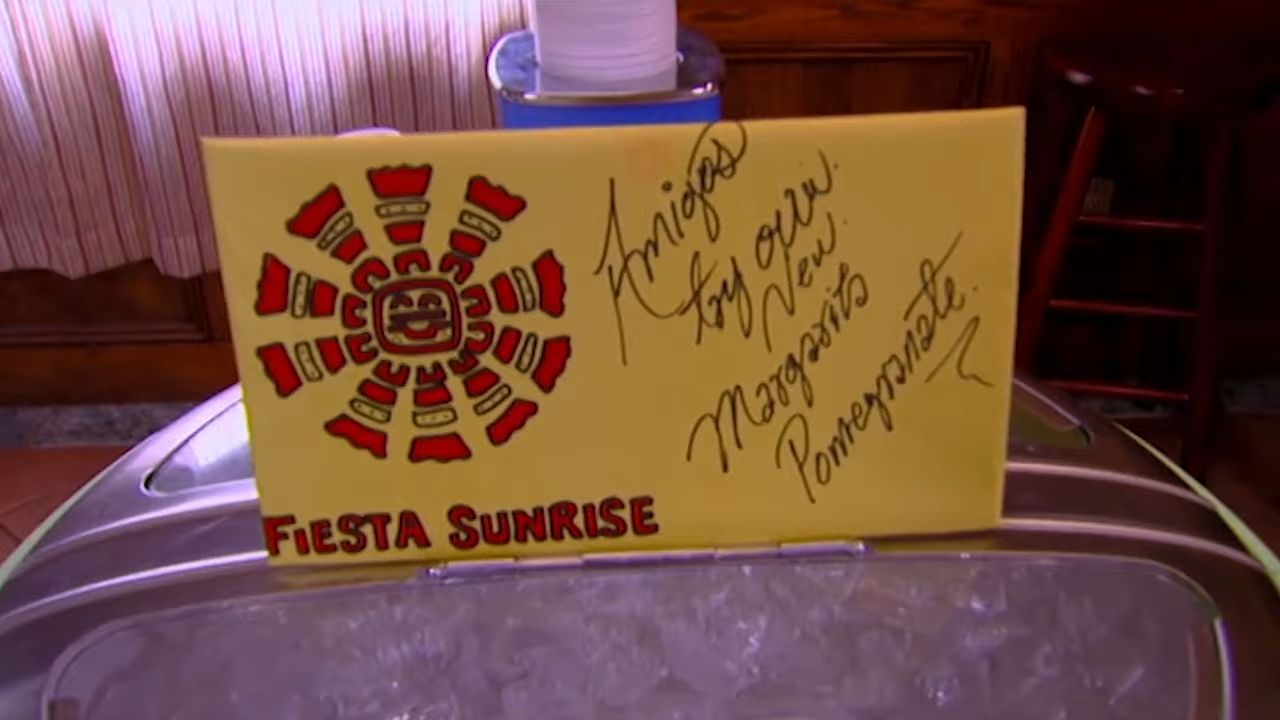 Amigos
try our
New
Margarita
Pomegranate.
FIESTA SUNRISE